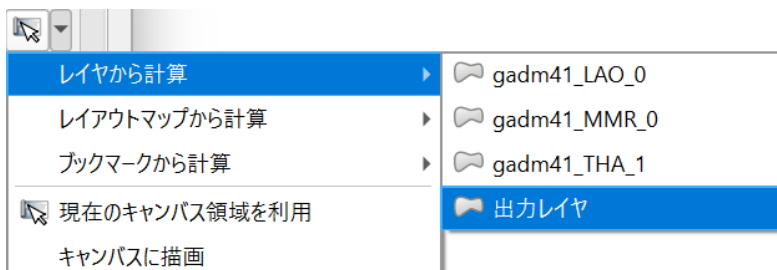 レイヤから計算
gadm41_LAO_0
レイアウトマップから計算
gadm41_MMR_0
ブックマークから計算
gadm41_THA_1
現在のキャンバス領域を利用
出力レイヤ
キャンバスに描画